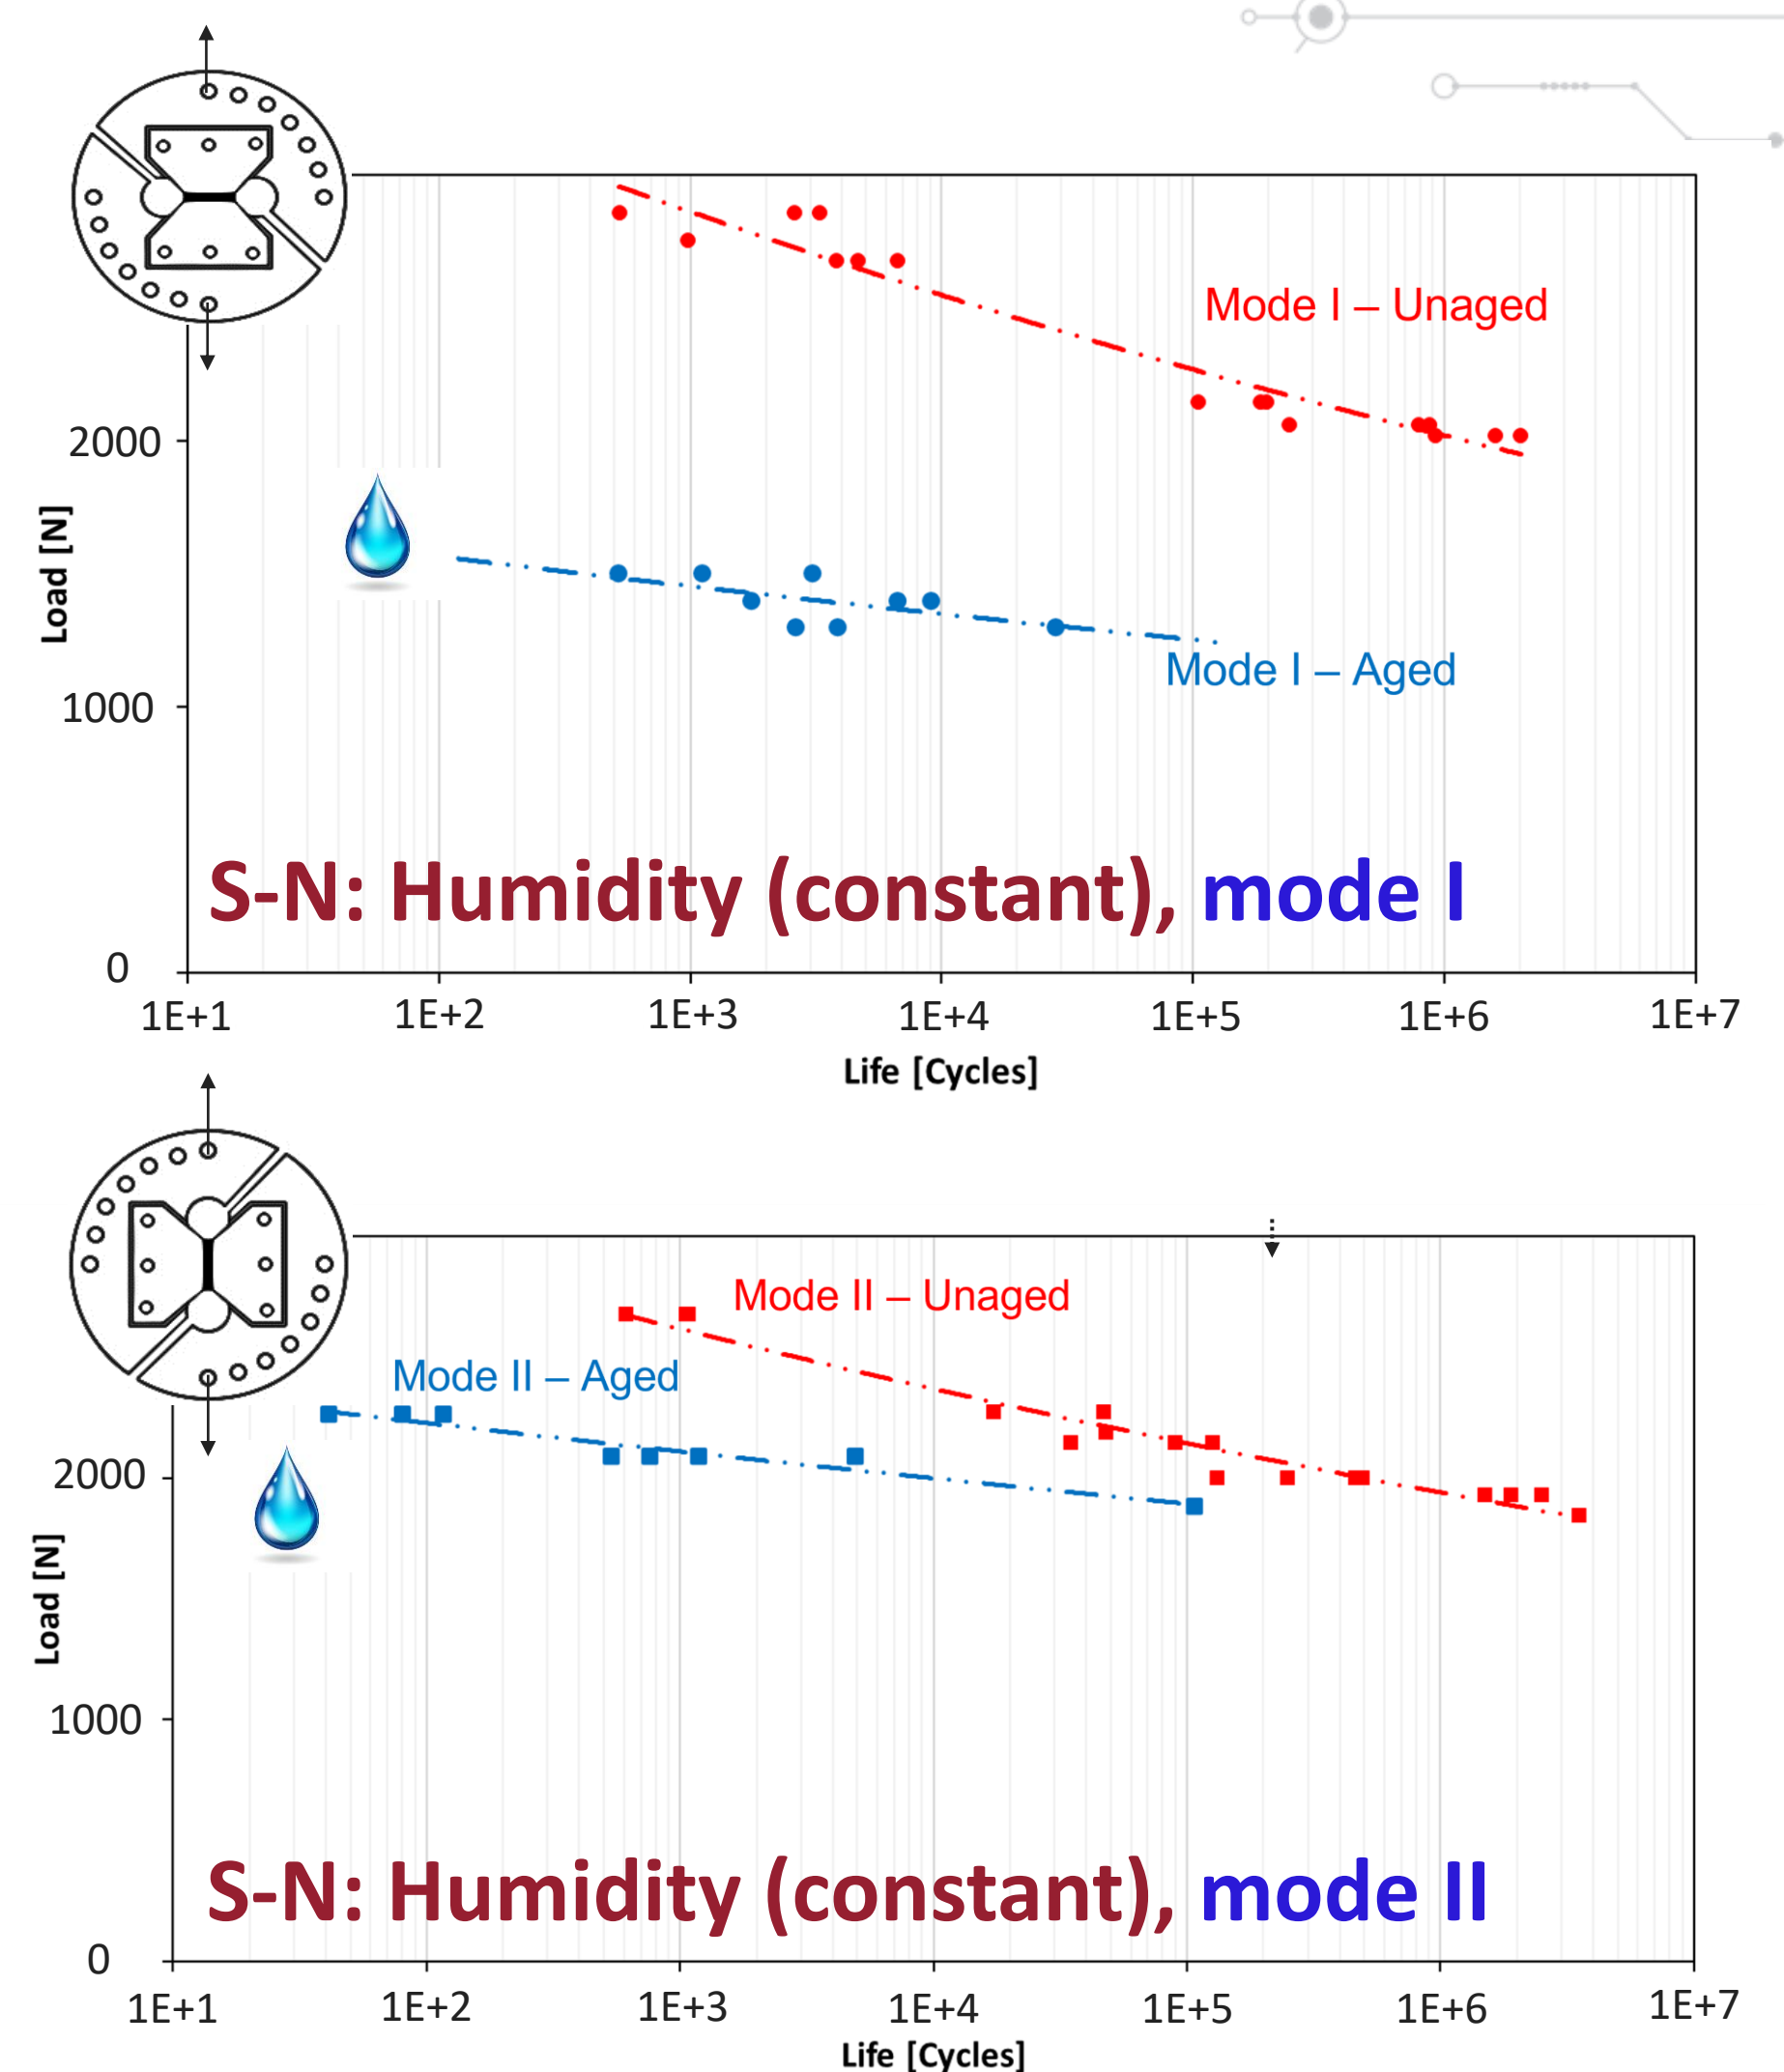 Mode I – Unaged
2000
Load [N]
Mode I – Aged
1000
S-N: Humidity (constant), mode I
0
1E+1 1E+2 1E+3 1E+4 1E+5 1E+6 1E+7
Life [Cycles]
Mode II – Unaged
Mode II – Aged
2000
Load [N]
1000
S-N: Humidity (constant), mode II
0
1E+1 1E+2 1E+3 1E+4 1E+5 1E+6 1E+7
Life [Cycles]